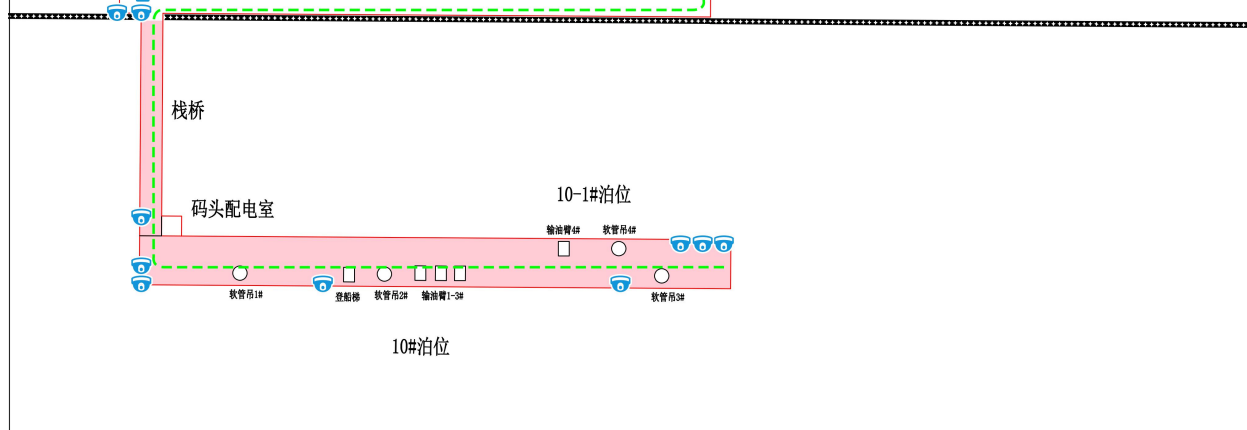 栈桥
码头配电室
10-1#泊位
输油臂4#
软管吊4#
软管吊1#
登船梯
软管吊2#
输油臂1-3#
软管吊3#
10#泊位